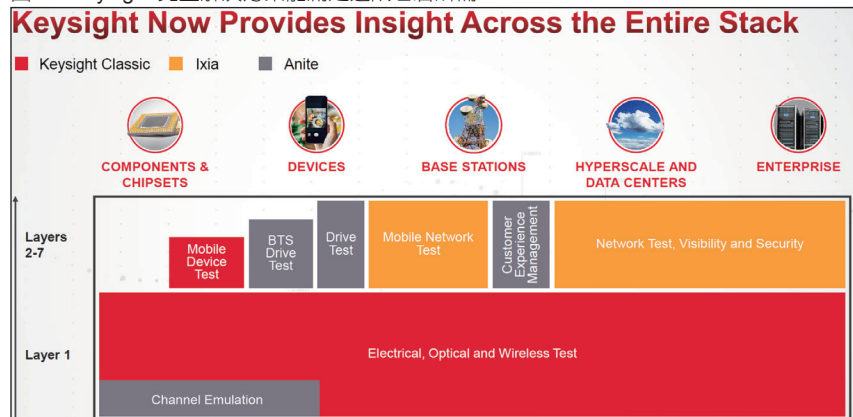 Keysight Now Provides Insight Across the Entire Stack
Keysight Classic
Ixia
Anite
COMPONENTS &
CHIPSETS
DEVICES
BASE STATIONS
HYPERSCALE AND
DATA CENTERS
ENTERPRISE
Layers
2-7
Mobile
Device
Test
BTS
Drive
Test
Drive
Test
Mobile Network
Test
Customer
Experience
Management
Network Test, Visibility and Security
Layer 1
Electrical, Optical and Wireless Test
Channel Emulation